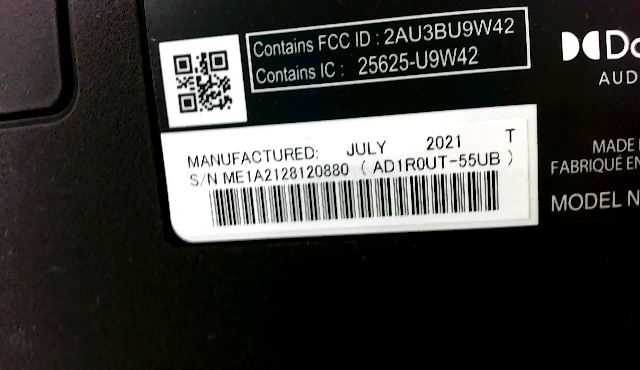 Contains FCC ID : 2AU3BU9W42
Contains IC : 25625-U9W42
AUD
MANUFACTURED: JULY 2021 T
S/N ME1A2128120880 ( AD1R0UT-55UB )
MADE
FABRIQUÉ EN
MODEL N